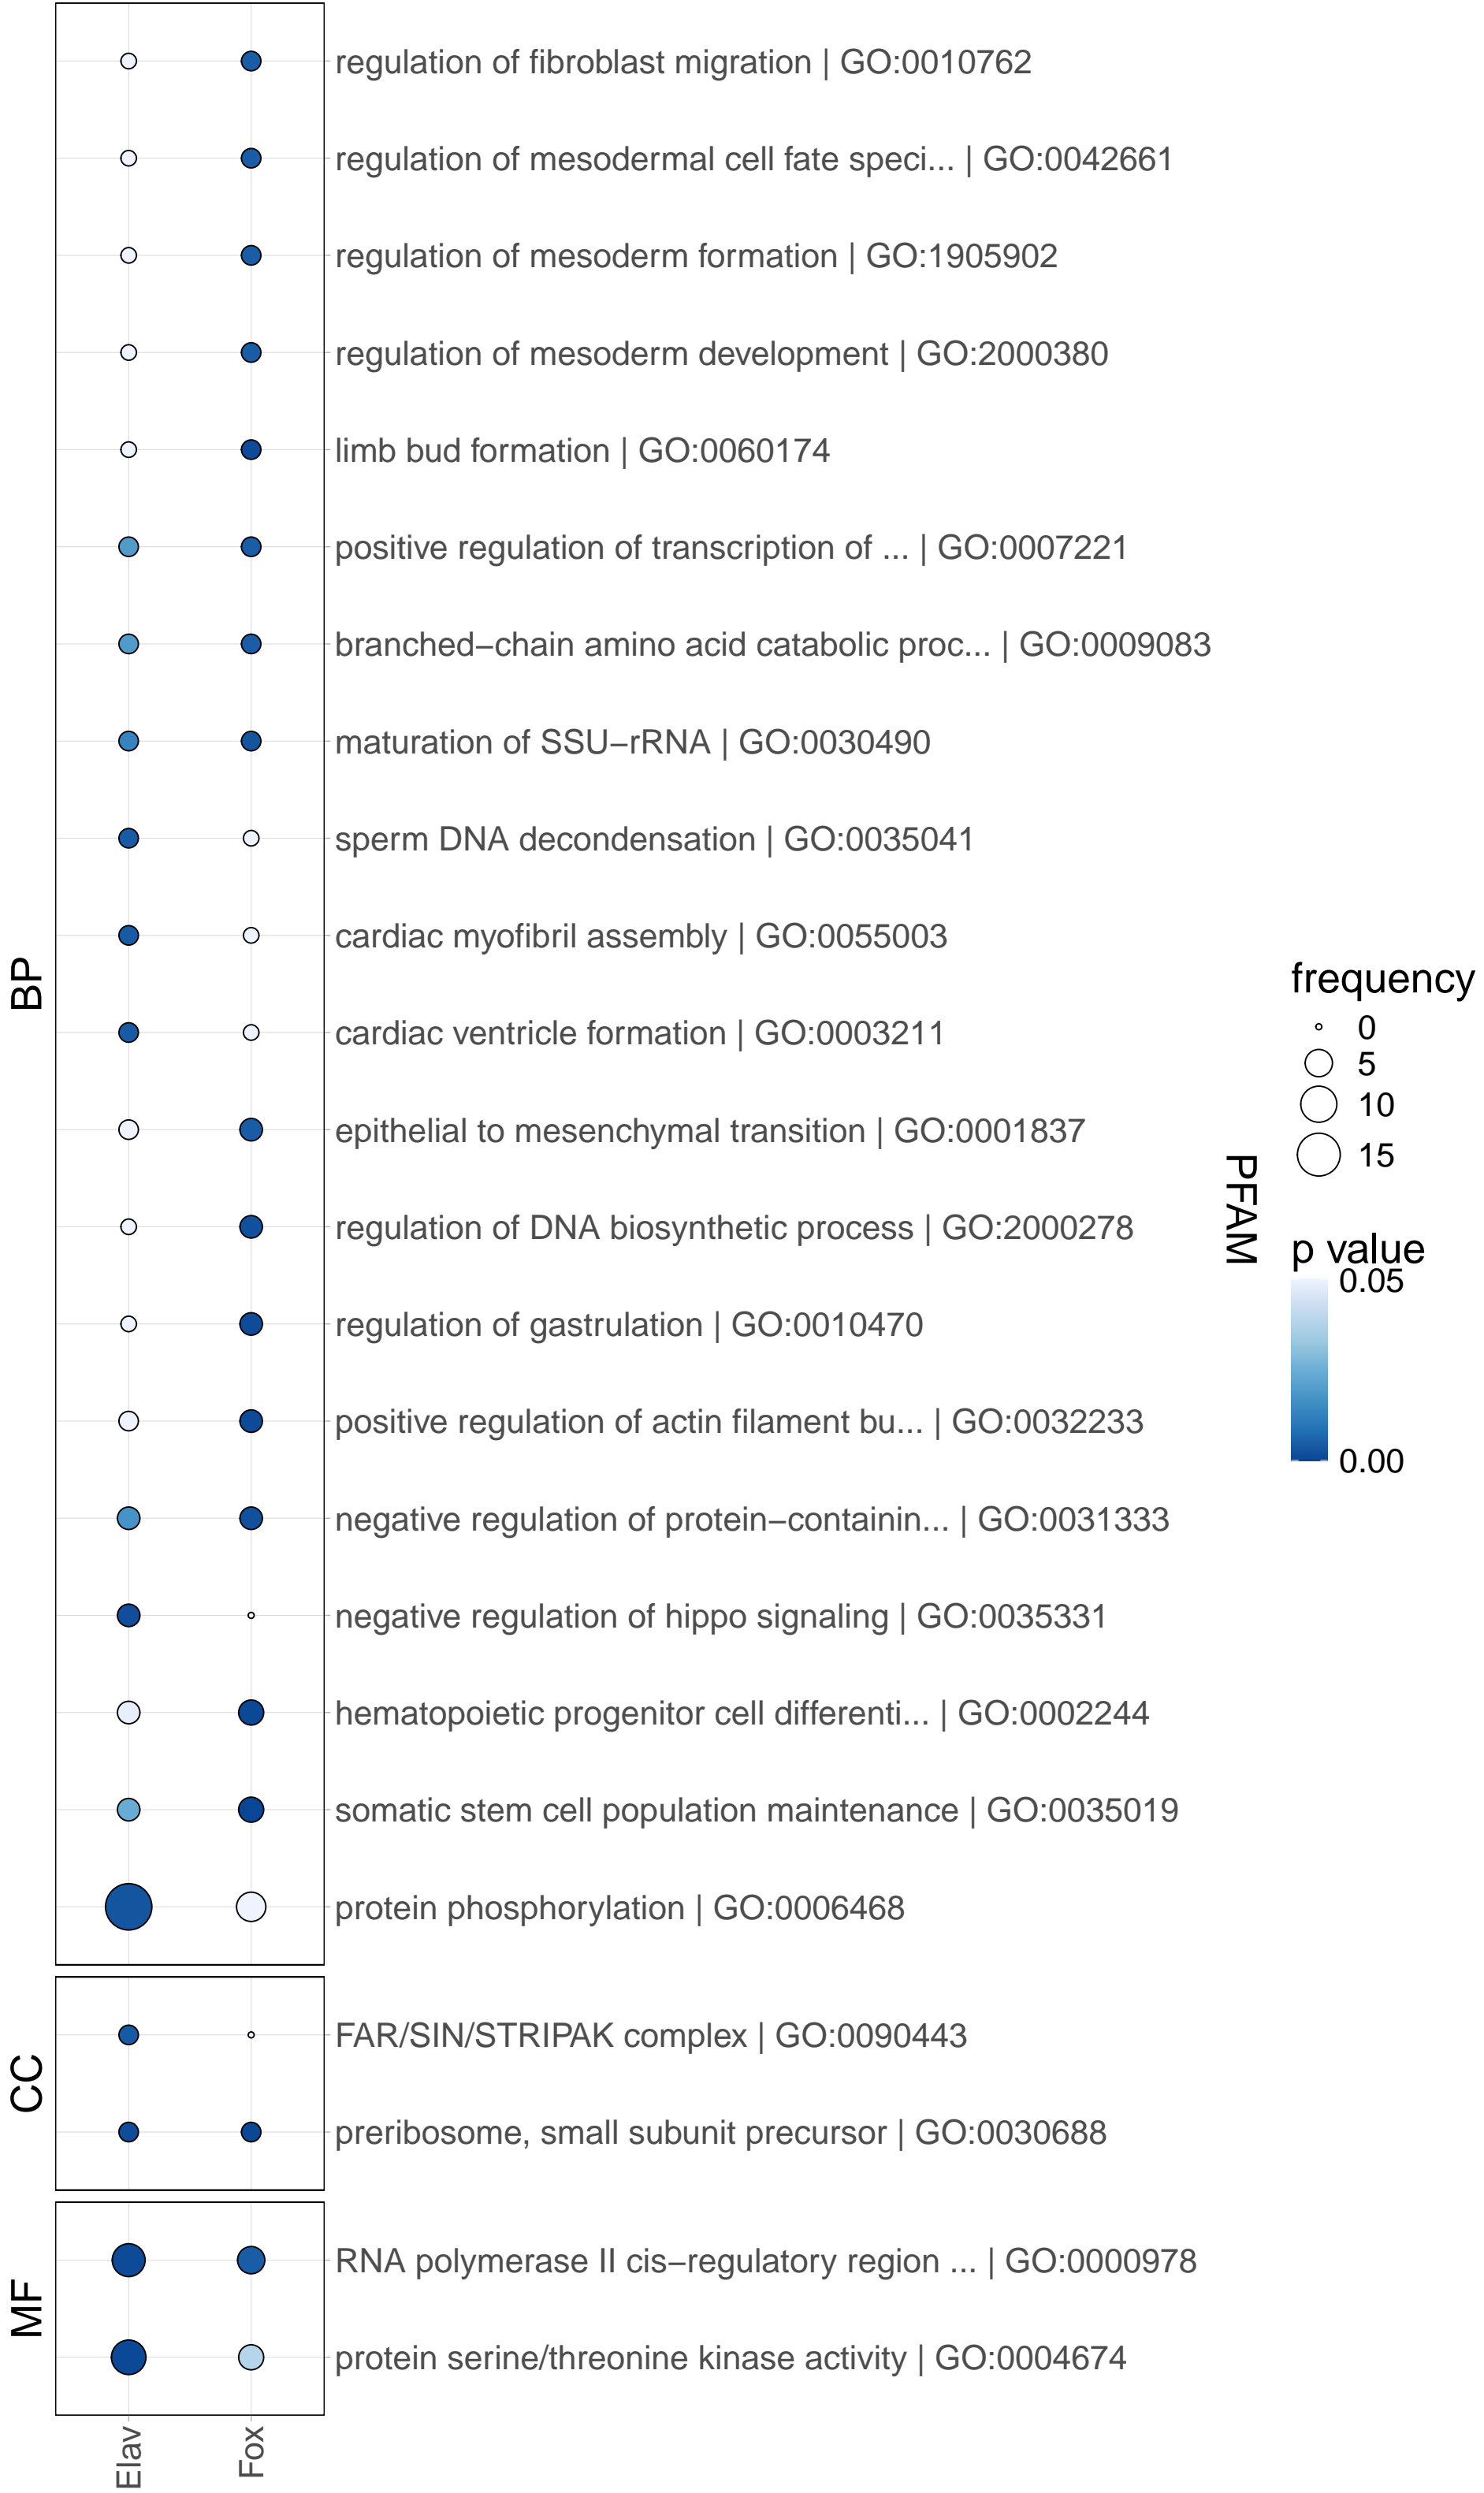 BP
regulation of fibroblast migration | GO:0010762
regulation of mesodermal cell fate speci... | GO:0042661
regulation of mesoderm formation | GO:1905902
regulation of mesoderm development | GO:2000380
limb bud formation | GO:0060174
positive regulation of transcription of ... | GO:0007221
branched−chain amino acid catabolic proc... | GO:0009083
maturation of SSU−rRNA | GO:0030490
sperm DNA decondensation | GO:0035041
cardiac myofibril assembly | GO:0055003
cardiac ventricle formation | GO:0003211
epithelial to mesenchymal transition | GO:0001837
regulation of DNA biosynthetic process | GO:2000278
regulation of gastrulation | GO:0010470
positive regulation of actin filament bu... | GO:0032233
negative regulation of protein−containin... | GO:0031333
negative regulation of hippo signaling | GO:0035331
hematopoietic progenitor cell differenti... | GO:0002244
somatic stem cell population maintenance | GO:0035019
protein phosphorylation | GO:0006468
CC
FAR/SIN/STRIPAK complex | GO:0090443
preribosome, small subunit precursor | GO:0030688
MF
RNA polymerase II cis−regulatory region ... | GO:0000978
protein serine/threonine kinase activity | GO:0004674
Elav
Fox
PFAM
frequency
0
5
10
15
p value
0.05
0.00